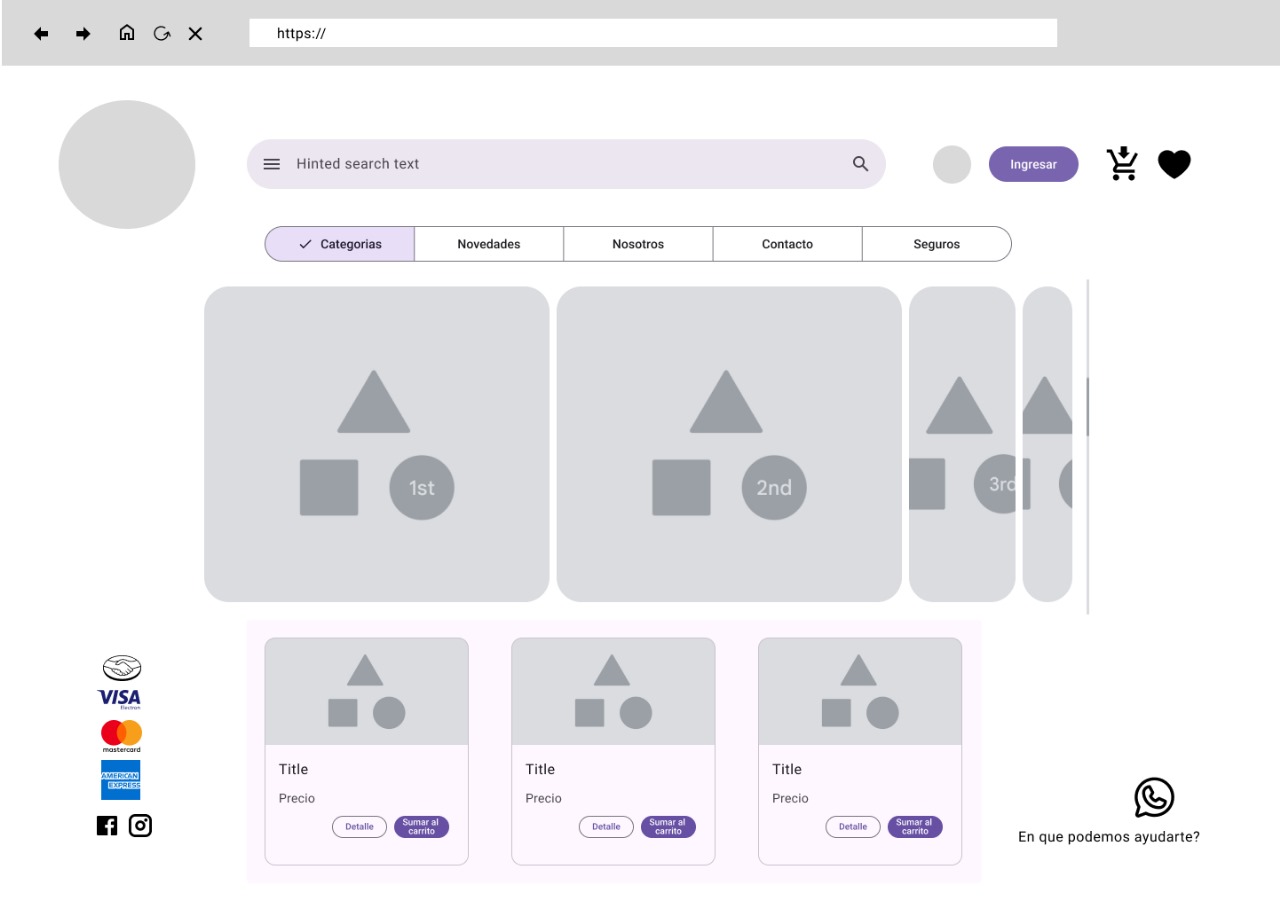 https://
Hinted search text
Ingresar
Categorias
Novedades
Nosotros
Contacto
Seguros
1st
2nd
3rd
VISA
Electron
mastercard
AMERICAN
EXPRESS
Title
Precio
Detalle
Sumar al
carrito
Title
Precio
Detalle
Sumar al
carrito
Title
Precio
Detalle
Sumar al
carrito
En que podemos ayudarte?